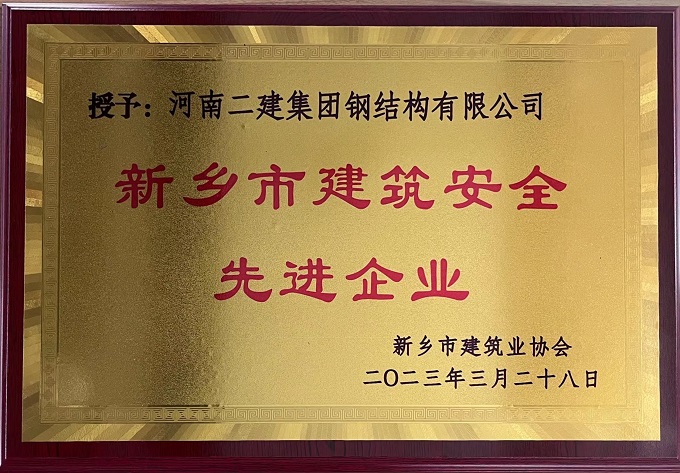 授予：河南二建集团钢结构有限公司
新乡市建筑安全
先进企业
新乡市建筑业协会
二〇二三年三月二十八日